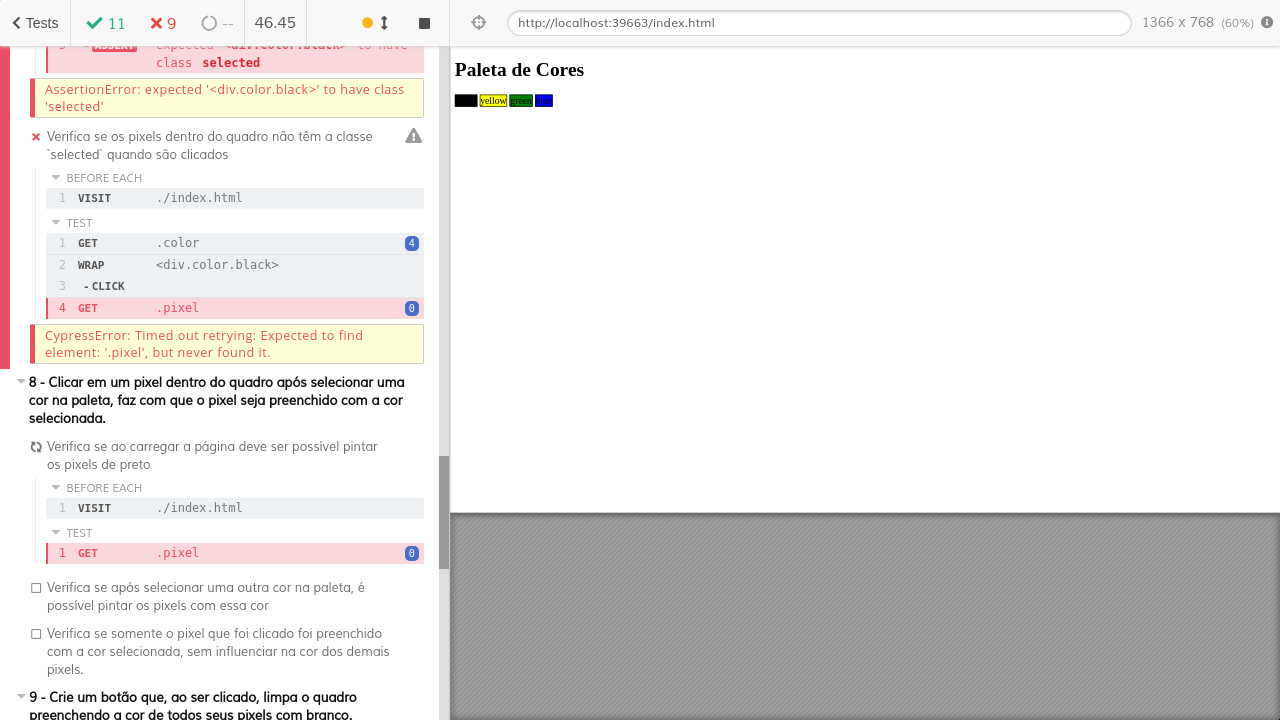 Tests
11
9
--
46.45
http://localhost:39663/index.html
1366 x 768 (60%)
3 - ASSERT expected <div.color.black> to have
class selected
AssertionError: expected '<div.color.black>' to have class
'selected'
Verifica se os pixels dentro do quadro não têm a classe
`selected` quando são clicados
BEFORE EACH
1 VISIT ./index.html
TEST
1 GET .color 4
2 WRAP <div.color.black>
3 - CLICK
4 GET .pixel 0
CypressError: Timed out retrying: Expected to find
element: '.pixel', but never found it.
8 - Clicar em um pixel dentro do quadro após selecionar uma
cor na paleta, faz com que o pixel seja preenchido com a cor
selecionada.
Verifica se ao carregar a página deve ser possível pintar
os pixels de preto
BEFORE EACH
1 VISIT ./index.html
TEST
1 GET .pixel 0
Verifica se após selecionar uma outra cor na paleta, é
possível pintar os pixels com essa cor
Verifica se somente o pixel que foi clicado foi preenchido
com a cor selecionada, sem influenciar na cor dos demais
pixels.
9 - Crie um botão que, ao ser clicado, limpa o quadro
preenchendo a cor de todos seus pixels com branco.
Paleta de Cores
yellow green